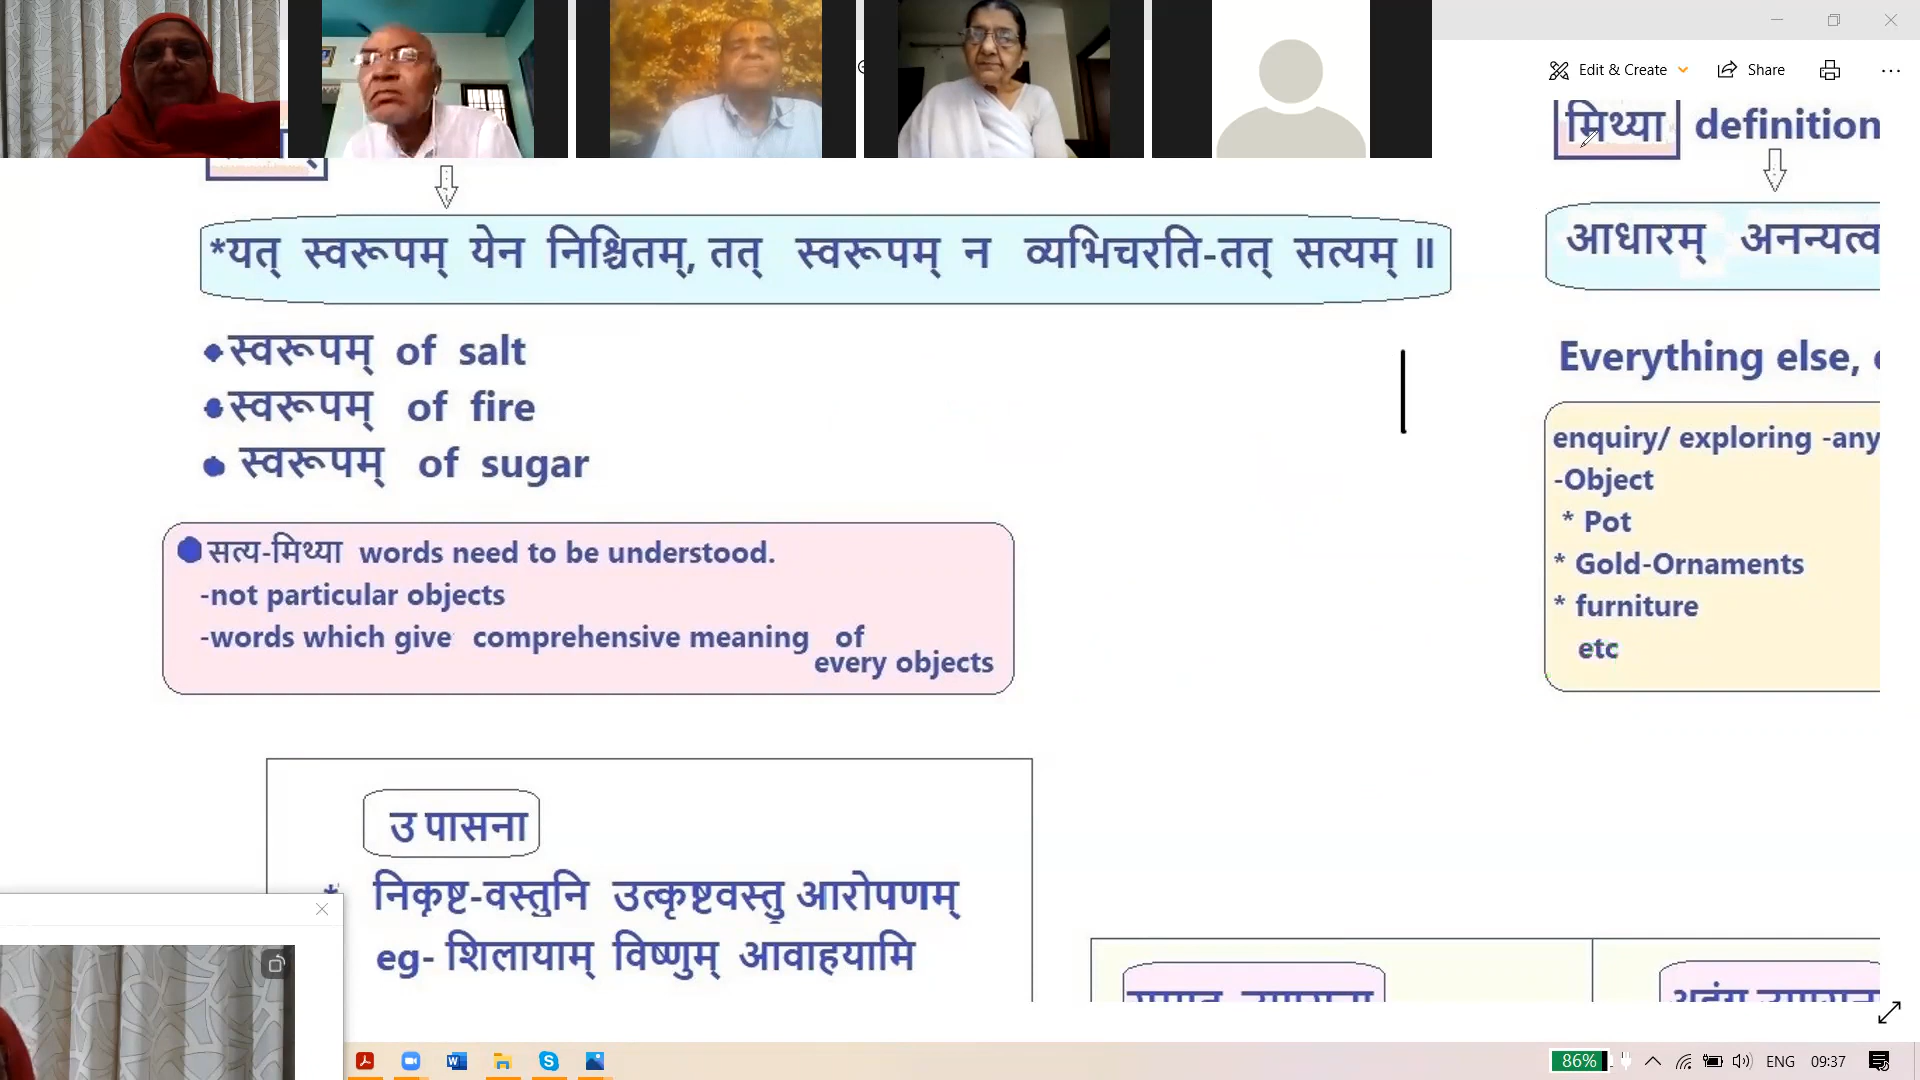 Edit & Create
Share
मिथ्या definition
*यत् स्वरूपम् येन निश्चितम्, तत् स्वरूपम् न व्यभिचरति-तत् सत्यम् ॥
आधारम् अनन्यत्व
स्वरूपम् of salt
स्वरूपम् of fire
स्वरूपम् of sugar
Everything else,
enquiry/ exploring -any
-Object
* Pot
* Gold-Ornaments
* furniture
etc
सत्य-मिथ्या words need to be understood.
-not particular objects
-words which give comprehensive meaning of
every objects
उ पासना
* निकृष्ट-वस्तुनि उत्कृष्टवस्तु आरोपणम्
eg- शिलायाम् विष्णुम् आवाहयामि
86%
ENG
09:37